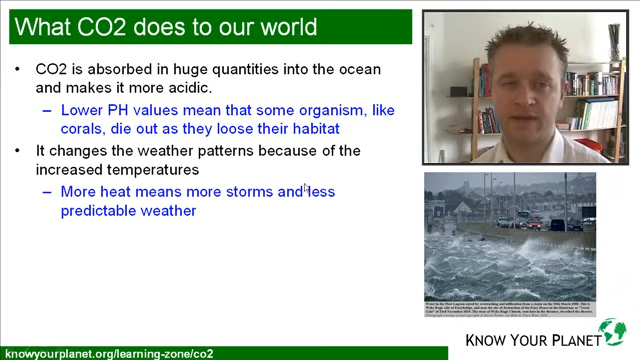 What CO2 does to our world
• CO2 is absorbed in huge quantities into the ocean
and makes it more acidic.
– Lower PH values mean that some organism, like
corals, die out as they loose their habitat
• It changes the weather patterns because of the
increased temperatures
– More heat means more storms and less
predictable weather
KNOW YOUR PLANET
knowyourplanet.org/learning-zone/co2